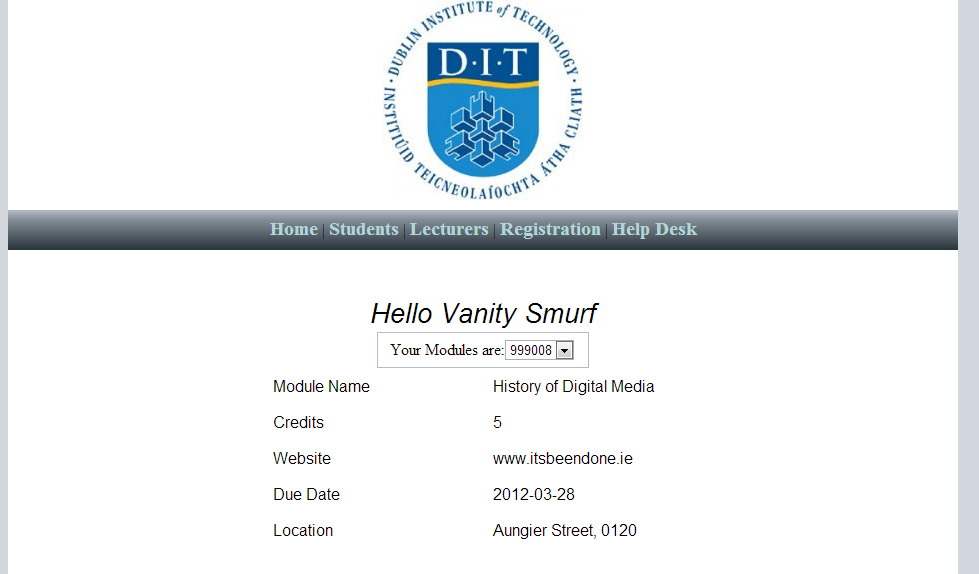 DUBLIN INSTITUTE of TECHNOLOGY
D·I·T
INSTITIÚID TEICNEOLAÍOCHTA ÁTHA CLIATH
Home | Students | Lecturers | Registration | Help Desk
Hello Vanity Smurf
Your Modules are: 999008
Module Name History of Digital Media
Credits 5
Website www.itsbeendone.ie
Due Date 2012-03-28
Location Aungier Street, 0120